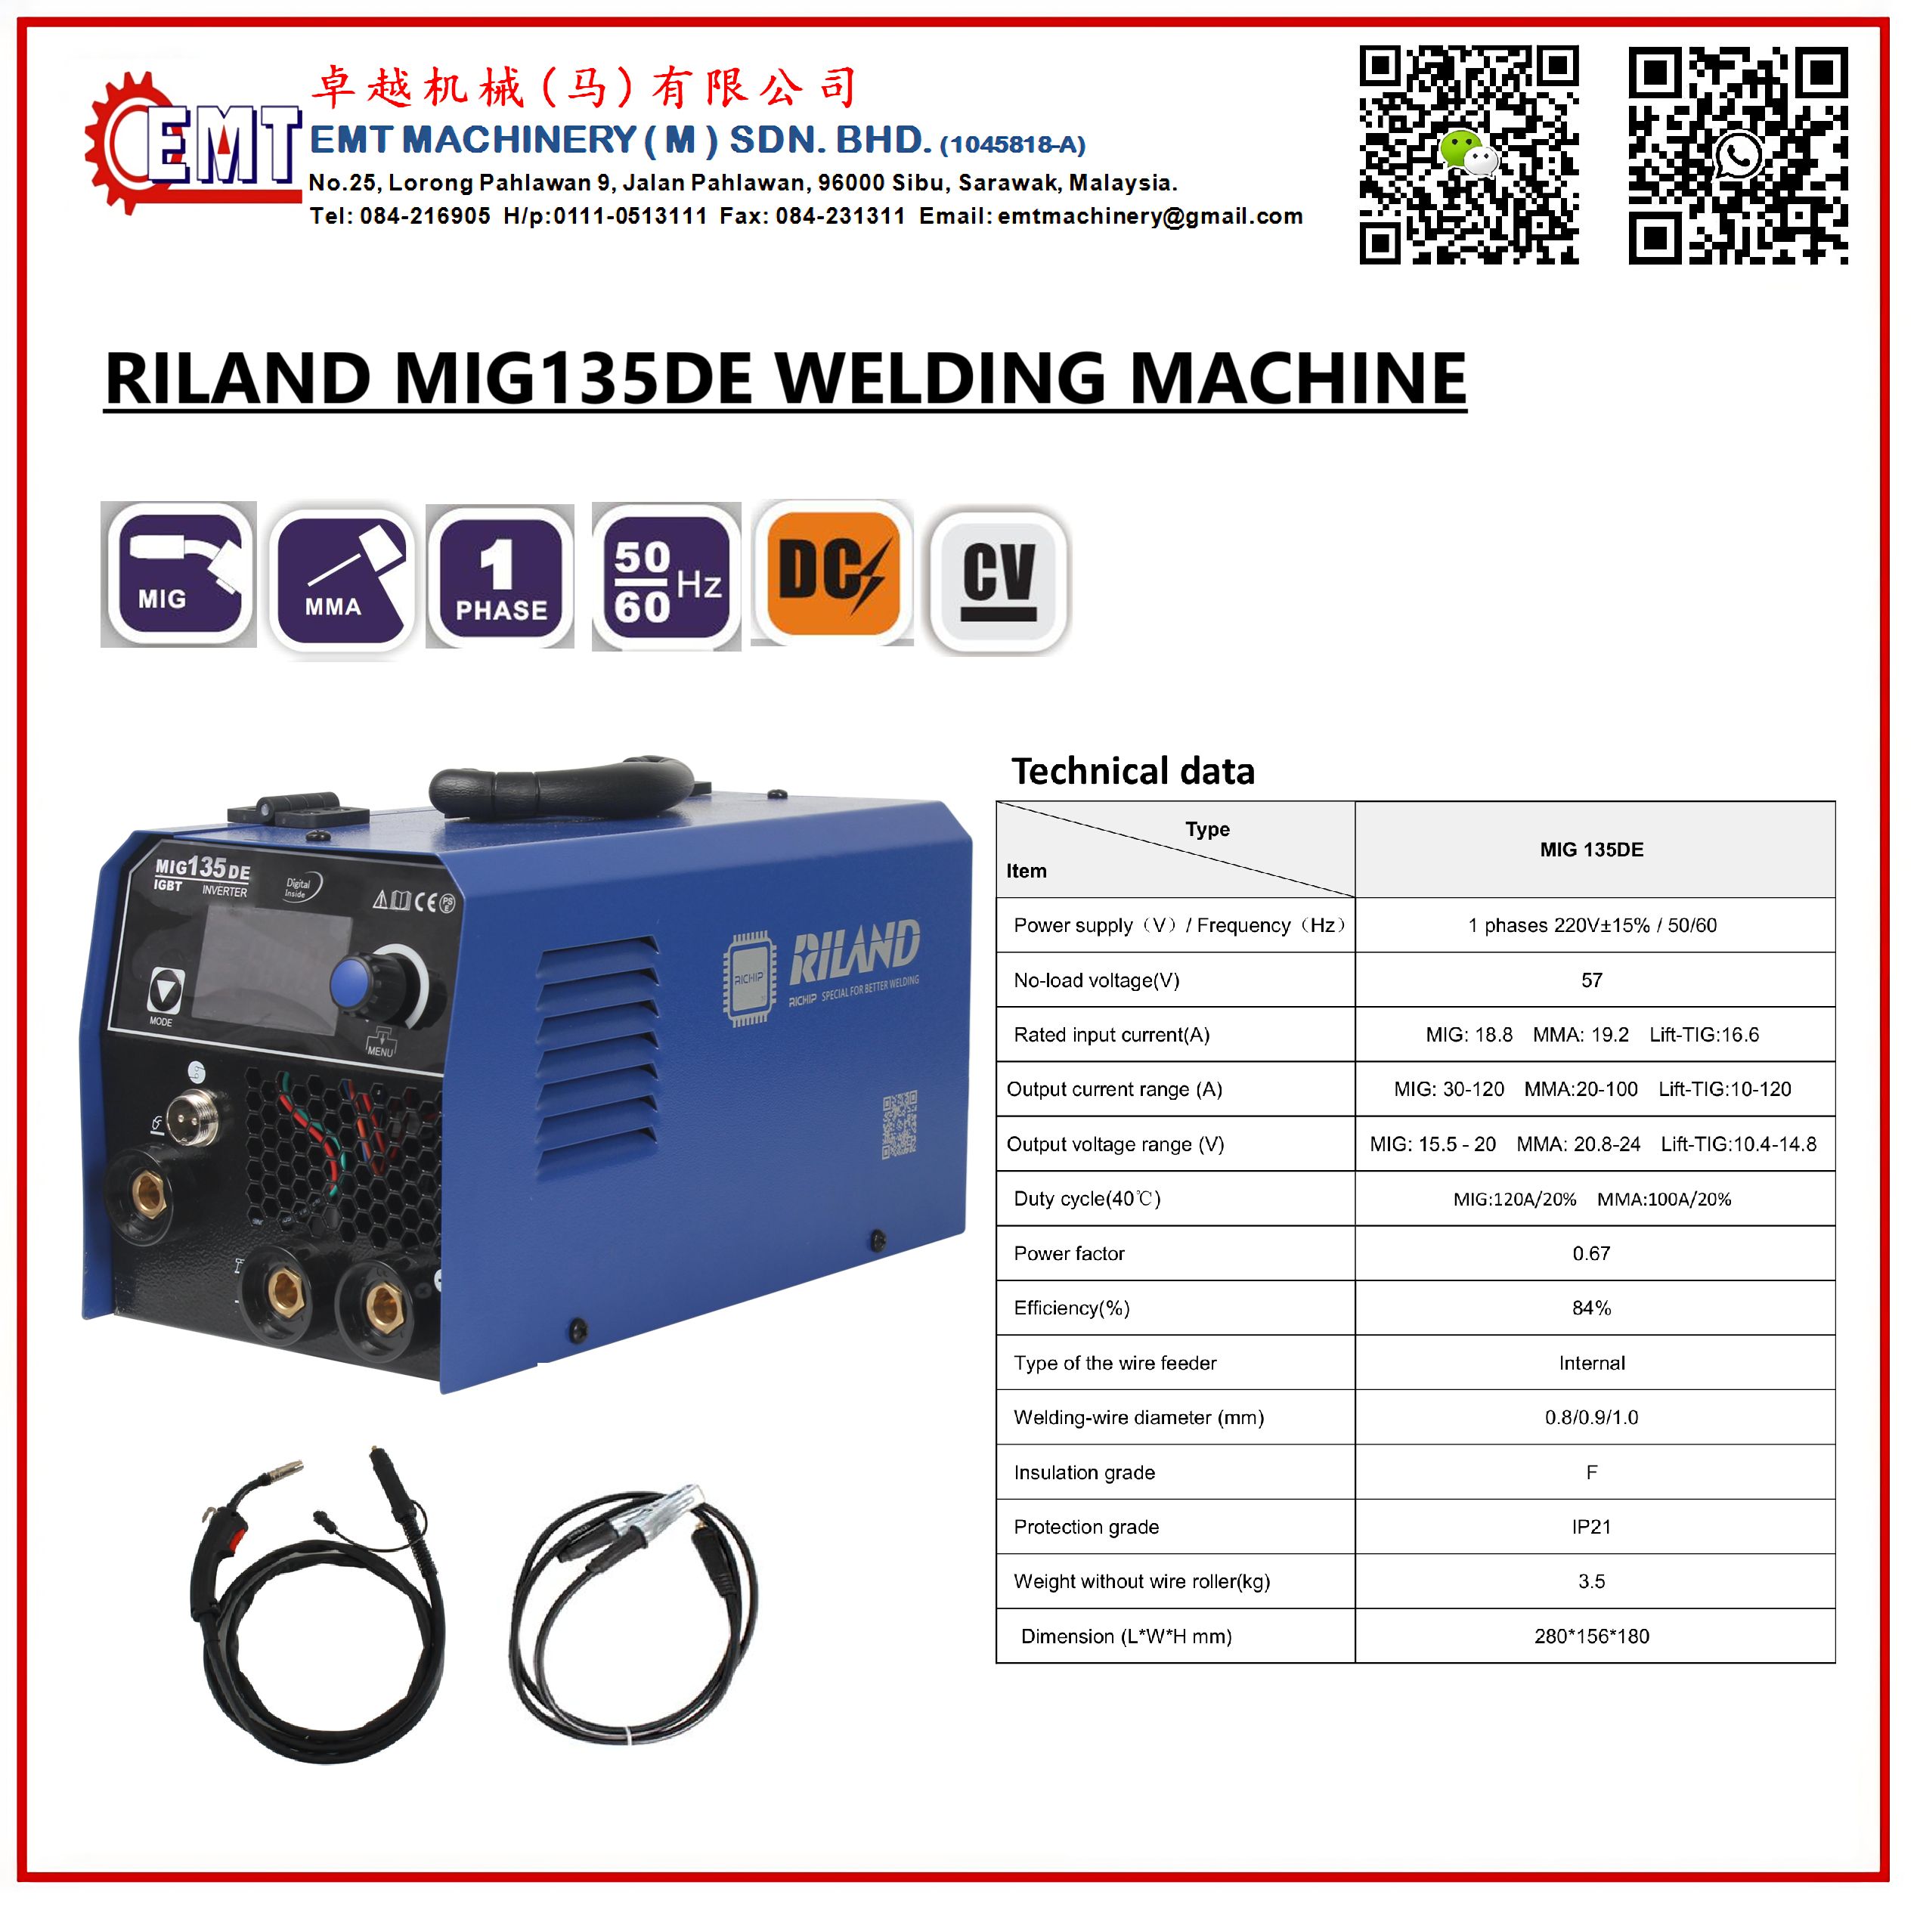 EMT
卓越机械(马)有限公司
EMT MACHINERY ( M ) SDN. BHD. (1045818-A)
No.25, Lorong Pahlawan 9, Jalan Pahlawan, 96000 Sibu, Sarawak, Malaysia.
Tel: 084-216905 H/p:0111-0513111 Fax: 084-231311 Email: emtmachinery@gmail.com
RILAND MIG135DE WELDING MACHINE
MIG
MMA
1
PHASE
50
60 Hz
DC
CV
MIG135DE
IGBT INVERTER
Digital
Inside
CE
MODE
MENU
RICHIP
RILAND
RICHIP SPECIAL FOR BETTER WELDING
Technical data
Type
Item
MIG 135DE
Power supply（V）/ Frequency（Hz） 1 phases 220V±15% / 50/60
No-load voltage(V) 57
Rated input current(A) MIG: 18.8 MMA: 19.2 Lift-TIG:16.6
Output current range (A) MIG: 30-120 MMA:20-100 Lift-TIG:10-120
Output voltage range (V) MIG: 15.5 - 20 MMA: 20.8-24 Lift-TIG:10.4-14.8
Duty cycle(40℃) MIG:120A/20% MMA:100A/20%
Power factor 0.67
Efficiency(%) 84%
Type of the wire feeder Internal
Welding-wire diameter (mm) 0.8/0.9/1.0
Insulation grade F
Protection grade IP21
Weight without wire roller(kg) 3.5
Dimension (L*W*H mm) 280*156*180